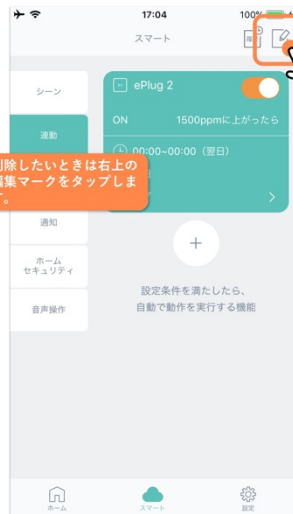 17:04
100%
スマート
シーン
ePlug 2
ON
1500ppmに上がったら
連動
00:00~00:00（翌日）
削除したいときは右上の
編集マークをタップしま
す。
通知
ホーム
セキュリティ
音声操作
設定条件を満たしたら、
自動で動作を実行する機能
ホーム
スマート
設定